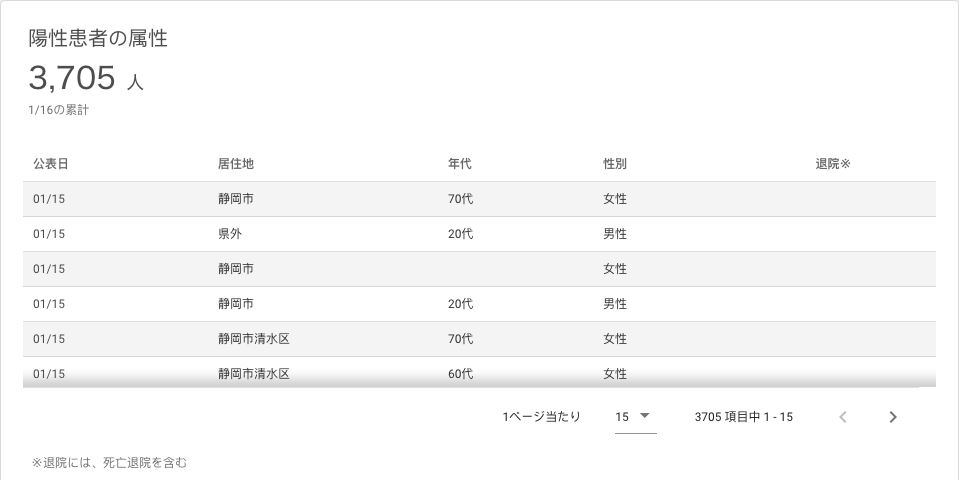 陽性患者の属性
3,705 人
1/16の累計
公表日 居住地 年代 性別 退院※
01/15 静岡市 70代 女性
01/15 県外 20代 男性
01/15 静岡市 女性
01/15 静岡市 20代 男性
01/15 静岡市清水区 70代 女性
01/15 静岡市清水区 60代 女性
1ページ当たり 15 3705 項目中 1 - 15
※退院には、死亡退院を含む